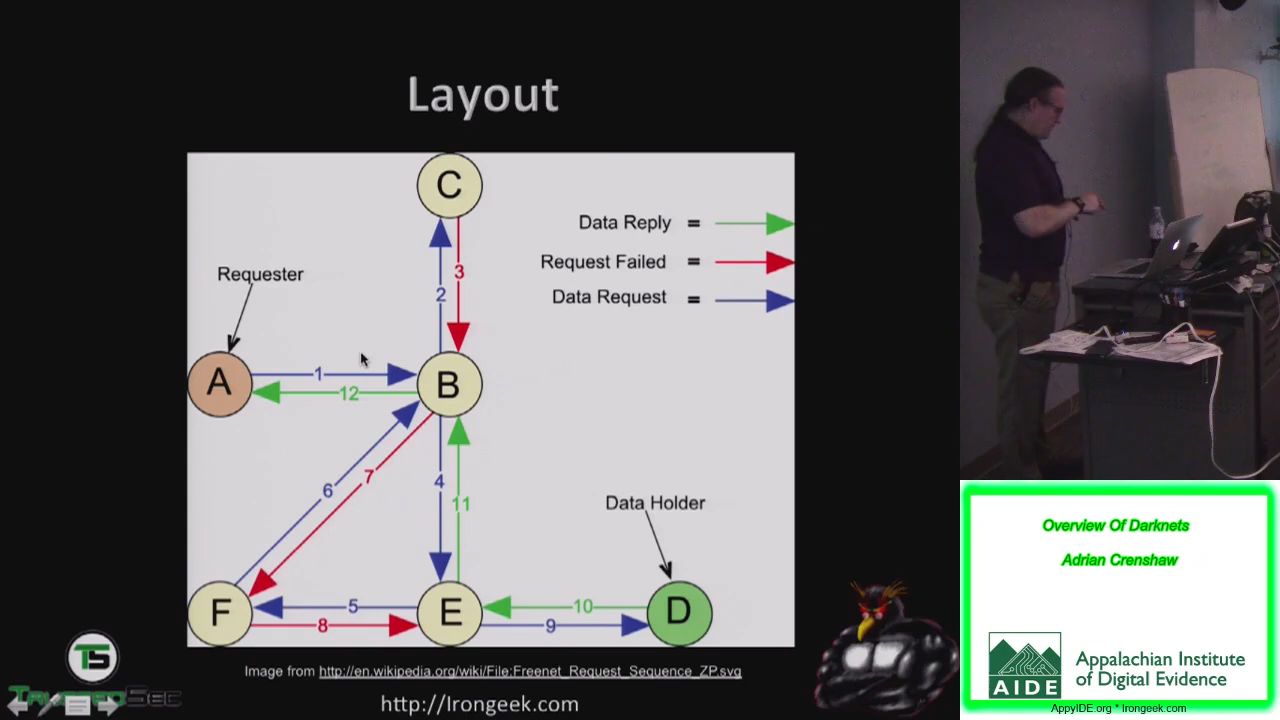 Layout
C
Data Reply =
Request Failed =
Data Request =
3
2
Requester
A
1
12
B
6
7
4
11
Data Holder
F
5
8
E
10
9
D
TS
TrustedSec
Image from http://en.wikipedia.org/wiki/File:Freenet_Request_Sequence_ZP.svg
http://Irongeek.com
Overview Of Darknets
Adrian Crenshaw
AIDE
Appalachian Institute
of Digital Evidence
AppyIDE.org * Irongeek.com